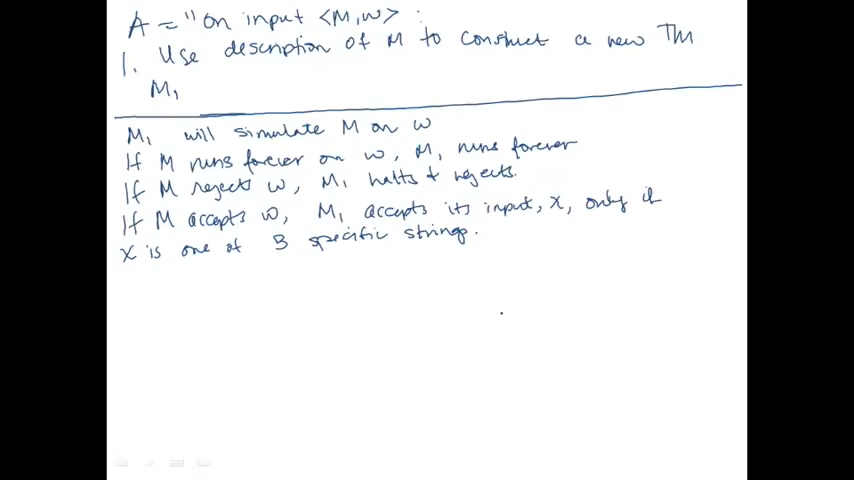 A = "On input <M,w> :
1. Use description of M to construct a new TM
M₁
M₁ will simulate M on w
If M runs forever on w, M₁ runs forever
If M rejects w, M₁ halts & rejects.
If M accepts w, M₁ accepts its input, x, only if
x is one of 3 specific strings.